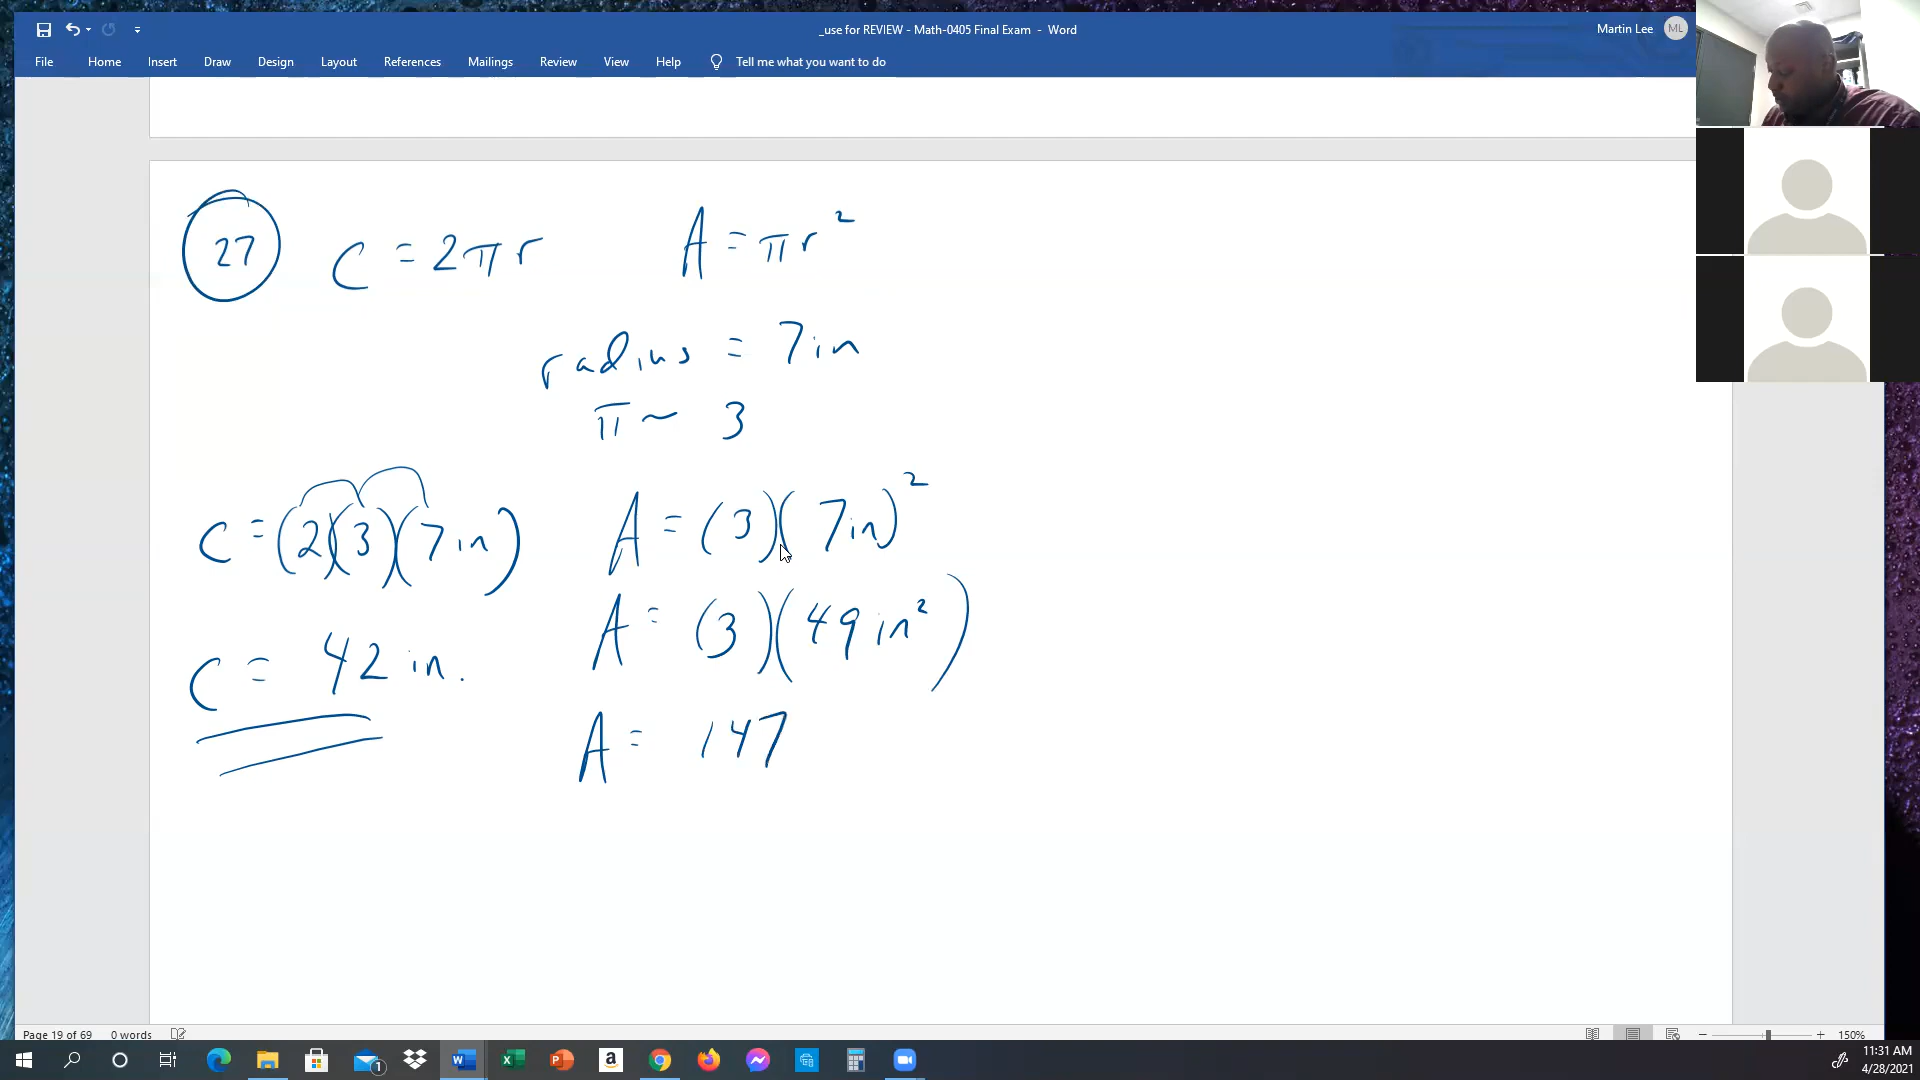 _use for REVIEW - Math-0405 Final Exam - Word
Martin Lee ML
File Home Insert Draw Design Layout References Mailings Review View Help Tell me what you want to do
27 C = 2πr A = πr²
radius = 7in
π ~ 3
C = (2)(3)(7in) A = (3)(7in)²
A = (3)(49in²)
C = 42 in.
A = 147
Page 19 of 69 0 words 150%
11:31 AM
4/28/2021